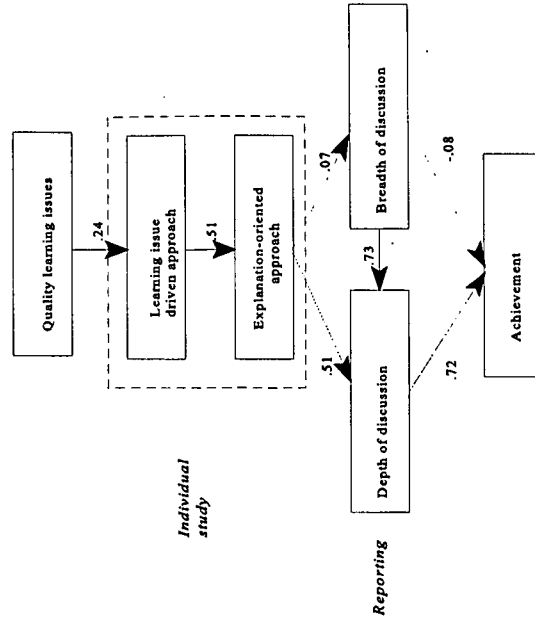 Quality learning issues
.24
Learning issue
driven approach
.51
Explanation-oriented
approach
Individual
study
.51
.07
Reporting
Depth of discussion
.73
Breadth of discussion
.72
-.08
Achievement